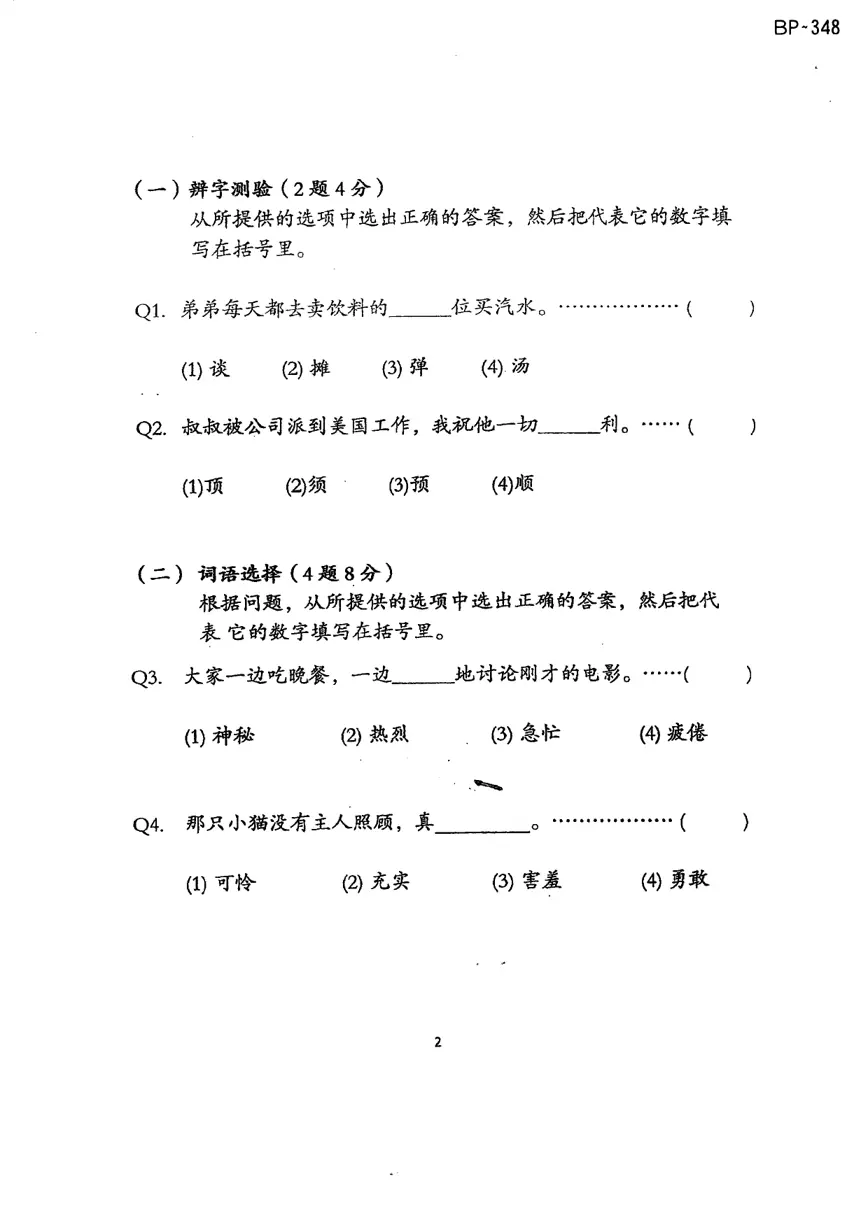 BP-348
（一）辨字测验（2题4分）
从所提供的选项中选出正确的答案，然后把代表它的数字填
写在括号里。
Q1. 弟弟每天都去卖饮料的______位买汽水。………………（ ）
(1) 谈 (2) 摊 (3) 弹 (4) 汤
Q2. 叔叔被公司派到美国工作，我祝他一切______利。……（ ）
(1)顶 (2)须 (3)预 (4)顺
（二） 词语选择（4题8分）
根据问题，从所提供的选项中选出正确的答案，然后把代
表 它的数字填写在括号里。
Q3. 大家一边吃晚餐，一边______地讨论刚才的电影。……（ ）
(1) 神秘 (2) 热烈 (3) 急忙 (4) 疲倦
Q4. 那只小猫没有主人照顾，真_________。………………（ ）
(1) 可怜 (2) 充实 (3) 害羞 (4) 勇敢
2